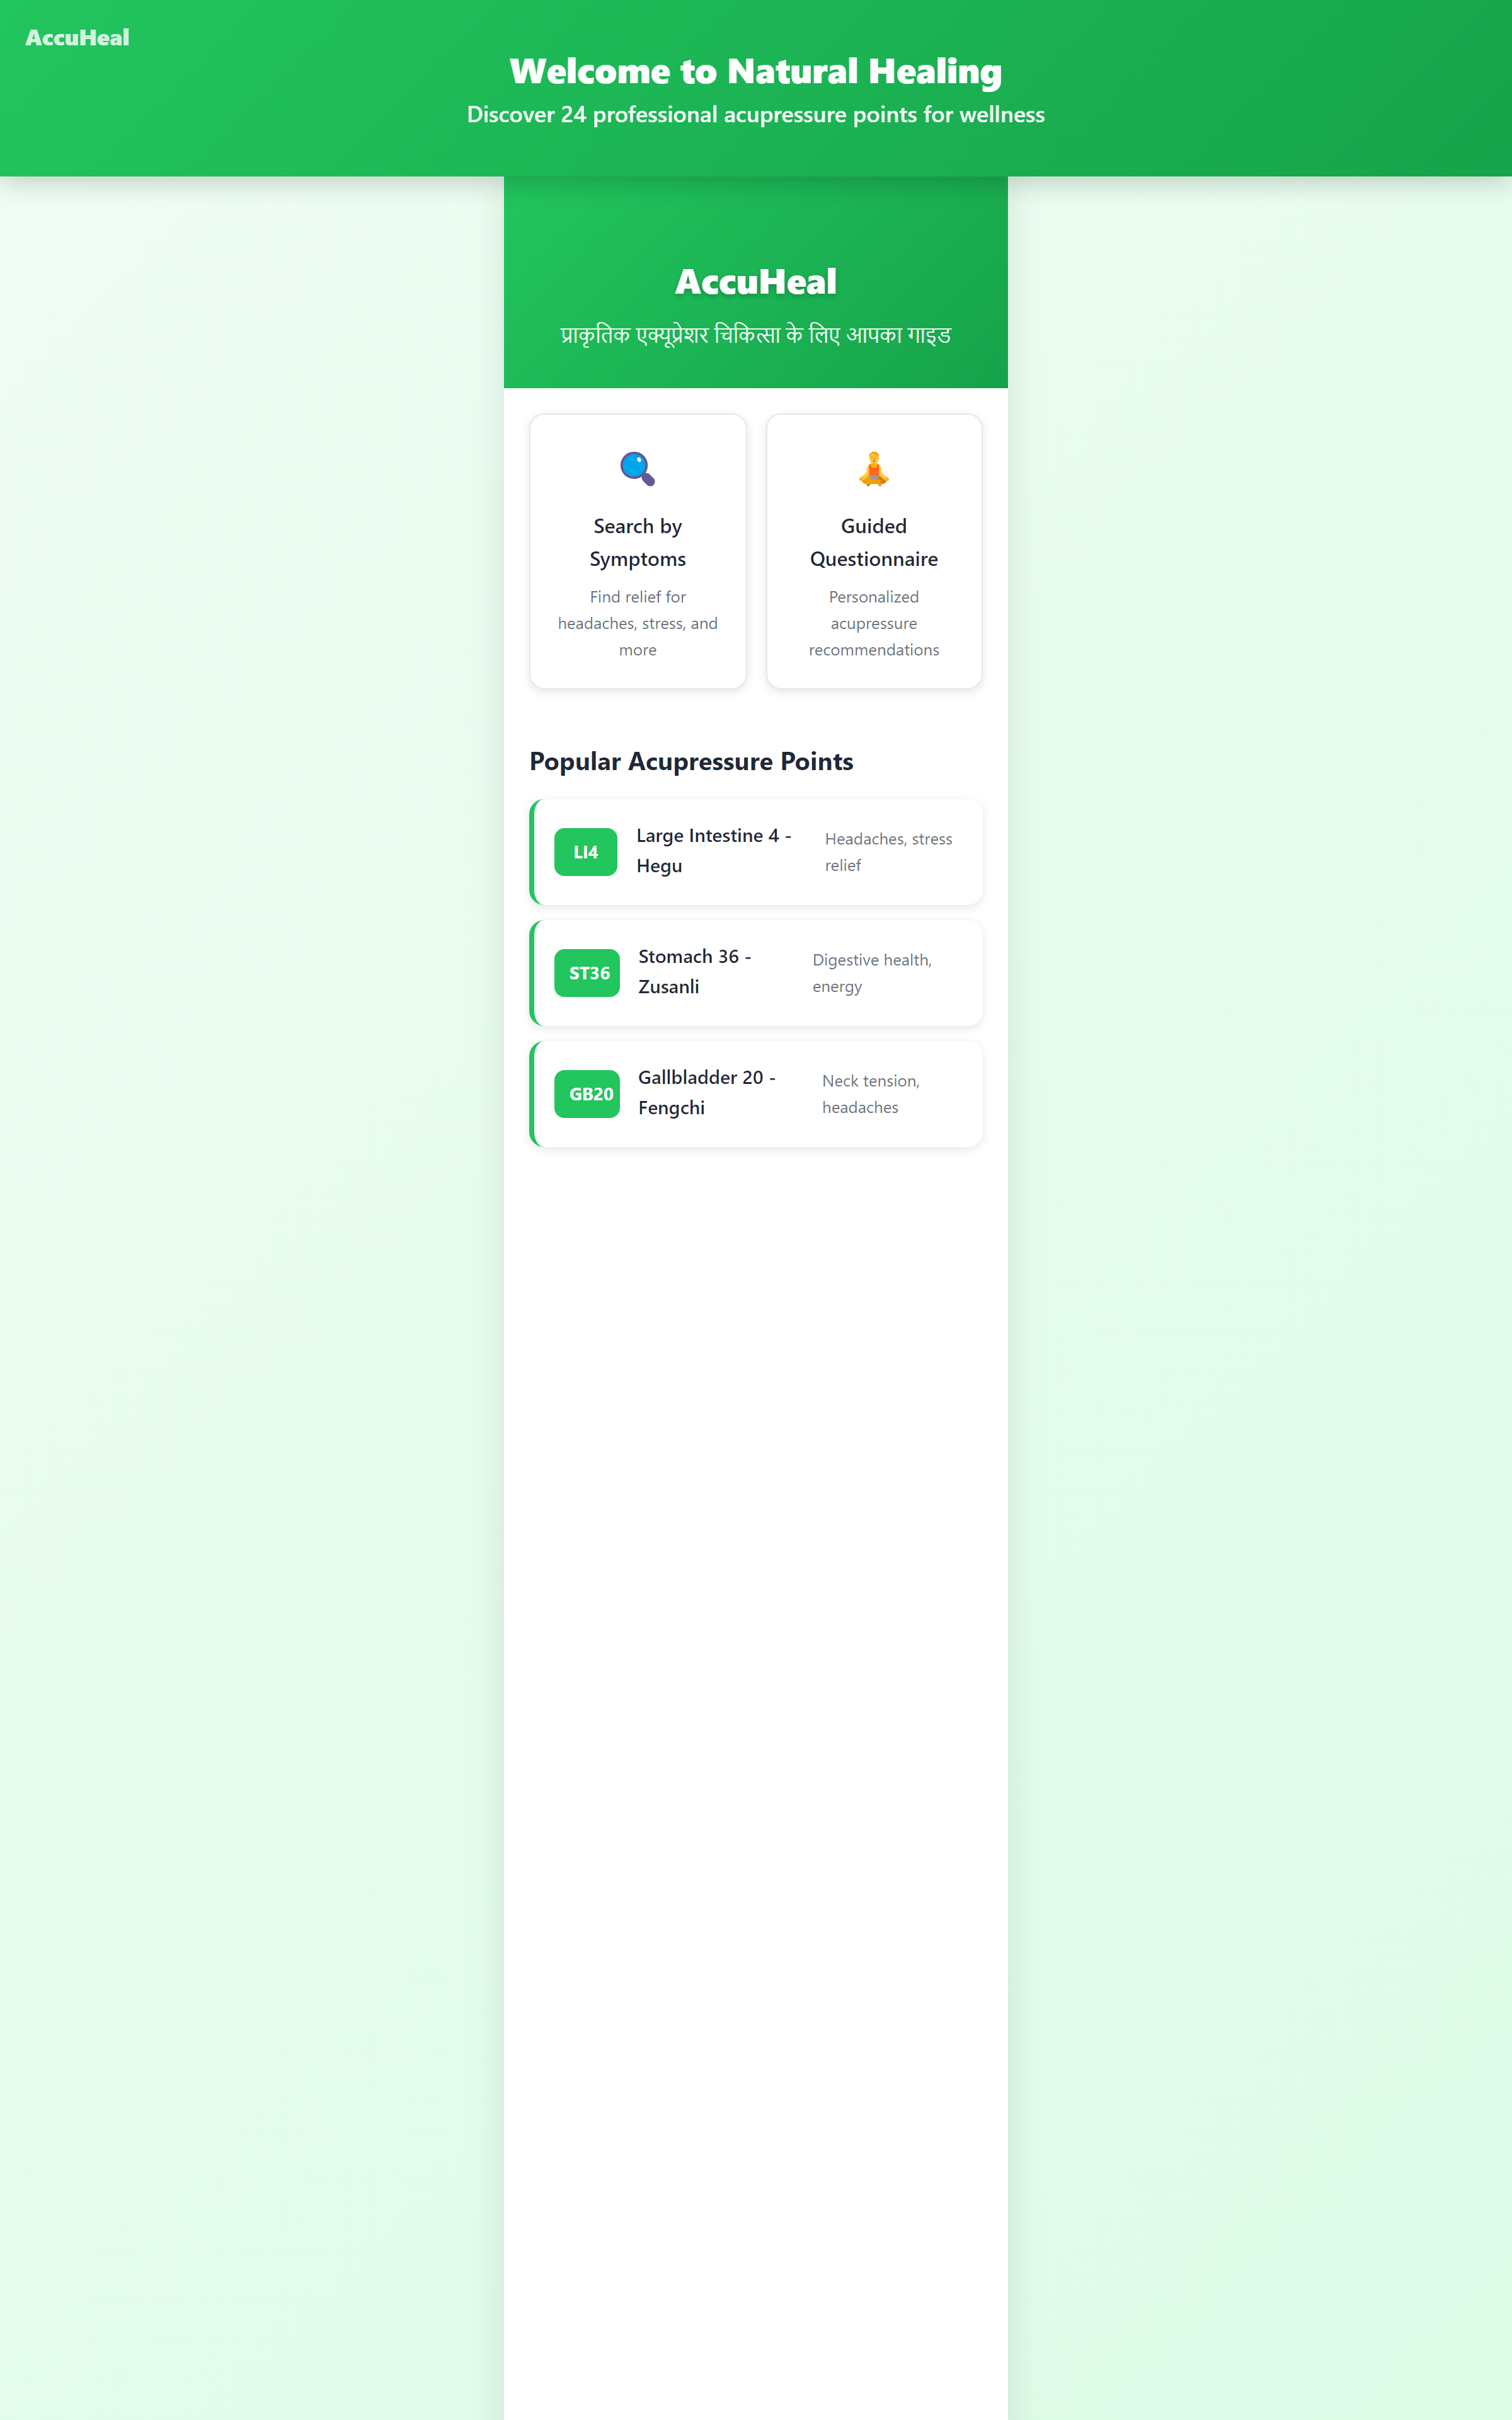 AccuHeal
Welcome to Natural Healing
Discover 24 professional acupressure points for wellness
AccuHeal
प्राकृतिक एक्यूप्रेशर चिकित्सा के लिए आपका गाइड
Search by
Symptoms
Find relief for
headaches, stress, and
more
Guided
Questionnaire
Personalized
acupressure
recommendations
Popular Acupressure Points
LI4
Large Intestine 4 -
Hegu
Headaches, stress
relief
ST36
Stomach 36 -
Zusanli
Digestive health,
energy
GB20
Gallbladder 20 -
Fengchi
Neck tension,
headaches